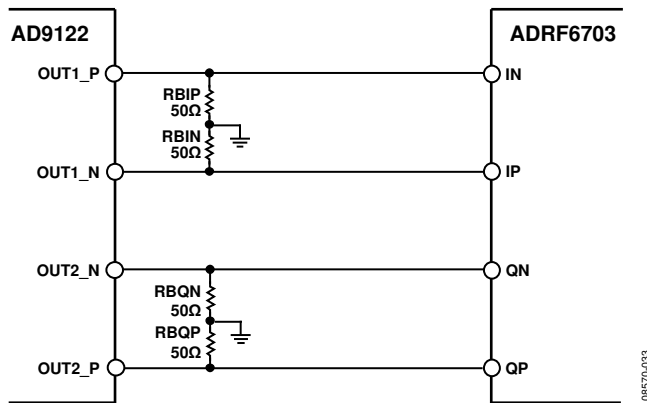 AD9122
ADRF6703
OUT1_P
IN
RBIP
50Ω
RBIN
50Ω
OUT1_N
IP
OUT2_N
QN
RBQN
50Ω
RBQP
50Ω
OUT2_P
QP
08570-033